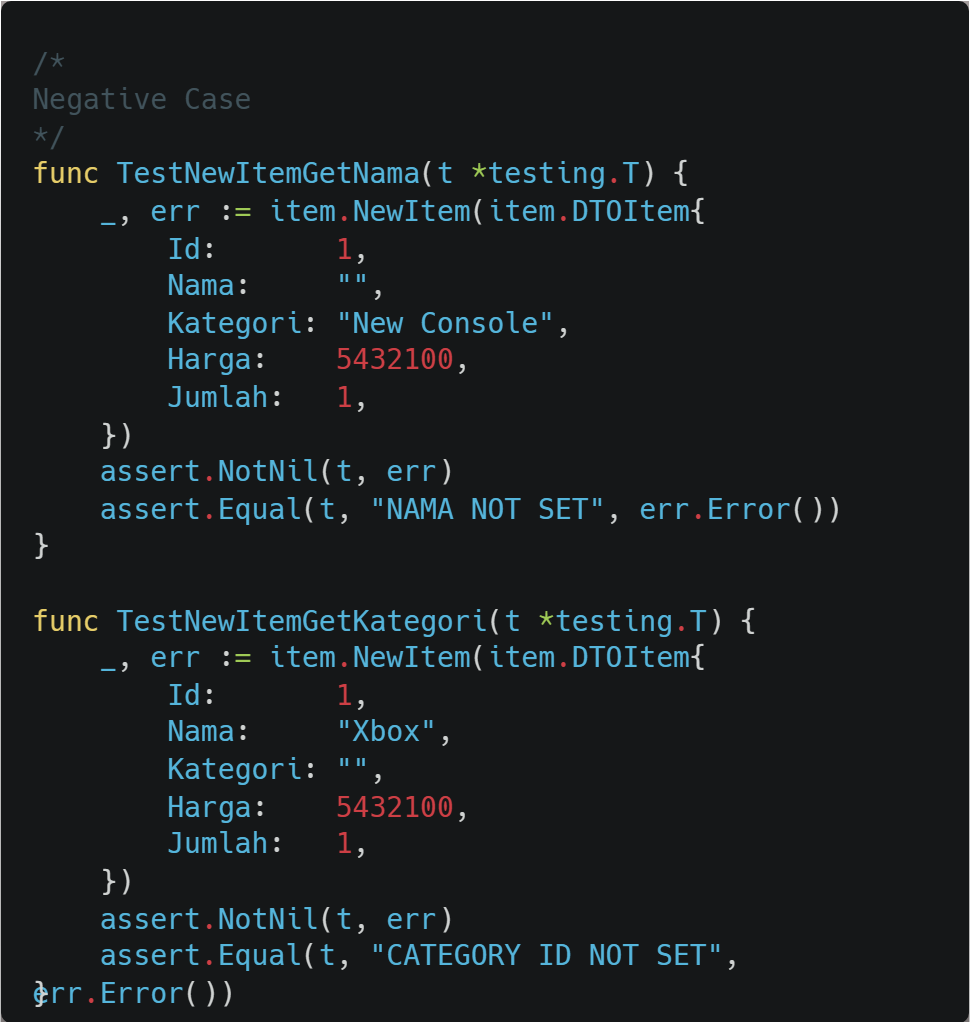 /*
Negative Case
*/
func TestNewItemGetNama(t *testing.T) {
    _, err := item.NewItem(item.DTOItem{
        Id:       1,
        Nama:     "",
        Kategori: "New Console",
        Harga:    5432100,
        Jumlah:   1,
    })
    assert.NotNil(t, err)
    assert.Equal(t, "NAMA NOT SET", err.Error())
}

func TestNewItemGetKategori(t *testing.T) {
    _, err := item.NewItem(item.DTOItem{
        Id:       1,
        Nama:     "Xbox",
        Kategori: "",
        Harga:    5432100,
        Jumlah:   1,
    })
    assert.NotNil(t, err)
    assert.Equal(t, "CATEGORY ID NOT SET",
err.Error())
}